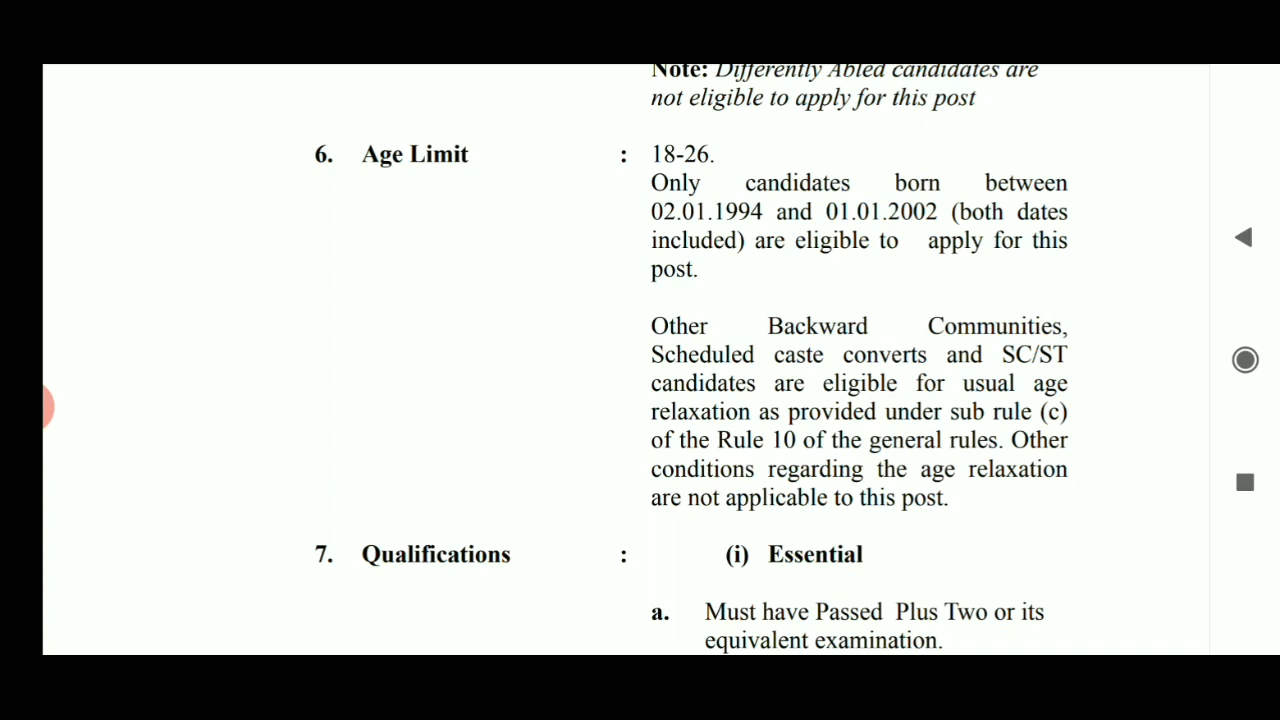 Note: Differently Abled candidates are
not eligible to apply for this post
6. Age Limit : 18-26.
Only candidates born between
02.01.1994 and 01.01.2002 (both dates
included) are eligible to apply for this
post.
Other Backward Communities,
Scheduled caste converts and SC/ST
candidates are eligible for usual age
relaxation as provided under sub rule (c)
of the Rule 10 of the general rules. Other
conditions regarding the age relaxation
are not applicable to this post.
7. Qualifications : (i) Essential
a. Must have Passed Plus Two or its
equivalent examination.